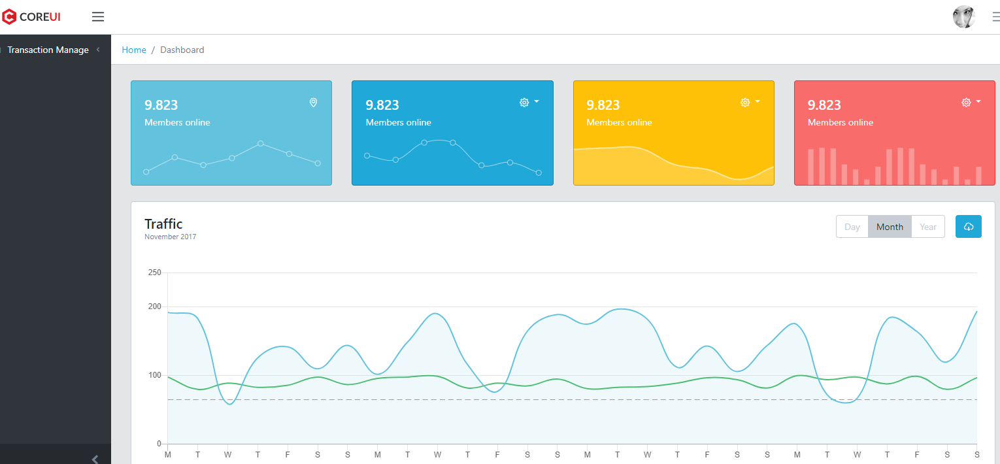 COREUI
Transaction Manage
Home / Dashboard
9.823
Members online
9.823
Members online
9.823
Members online
9.823
Members online
Traffic
November 2017
Day Month Year
250
200
100
0
M T W T F S S M T W T F S S M T W T F S S M T W T F S S